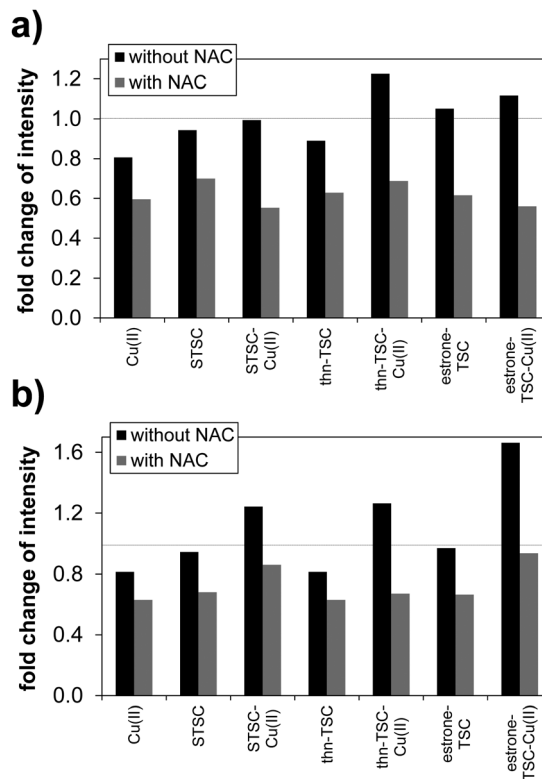 a)
without NAC
with NAC
fold change of intensity
1.2
1.0
0.8
0.6
0.4
0.2
0.0
Cu(II)
STSC
STSC-
Cu(II)
thn-TSC
thn-TSC-
Cu(II)
estrone-
TSC
estrone-
TSC-Cu(II)
b)
without NAC
with NAC
fold change of intensity
1.6
1.2
0.8
0.4
0.0
Cu(II)
STSC
STSC-
Cu(II)
thn-TSC
thn-TSC-
Cu(II)
estrone-
TSC
estrone-
TSC-Cu(II)